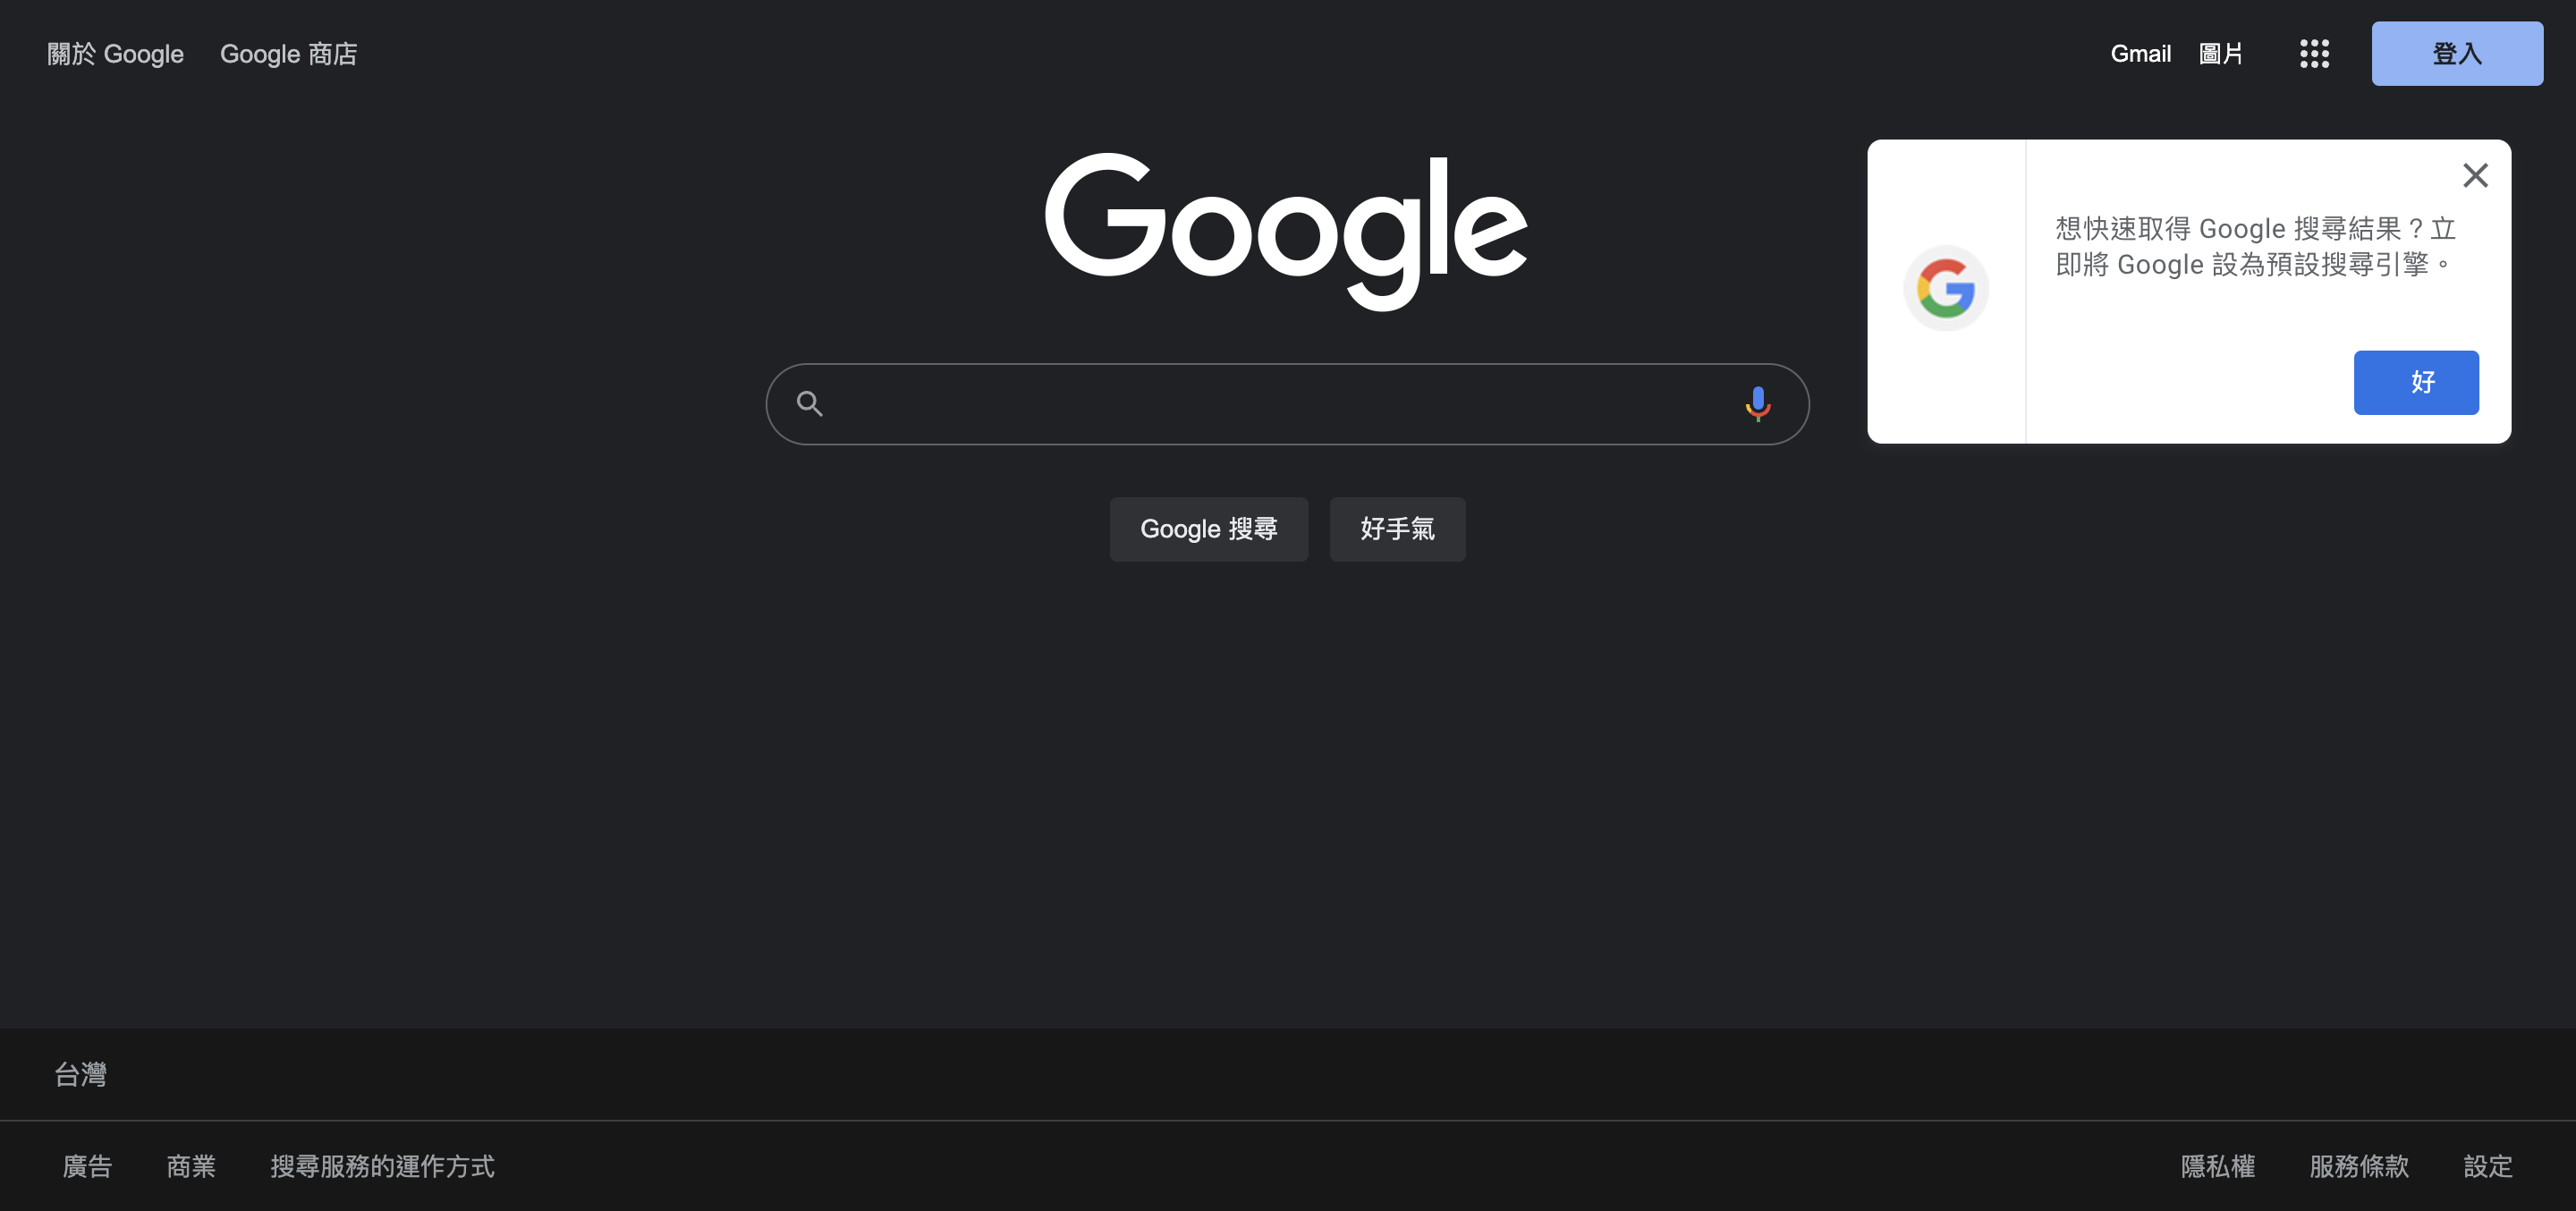 關於 Google
Google 商店
Gmail
圖片
登入
Google
想快速取得 Google 搜尋結果？立
即將 Google 設為預設搜尋引擎。
好
Google 搜尋
好手氣
台灣
廣告
商業
搜尋服務的運作方式
隱私權
服務條款
設定